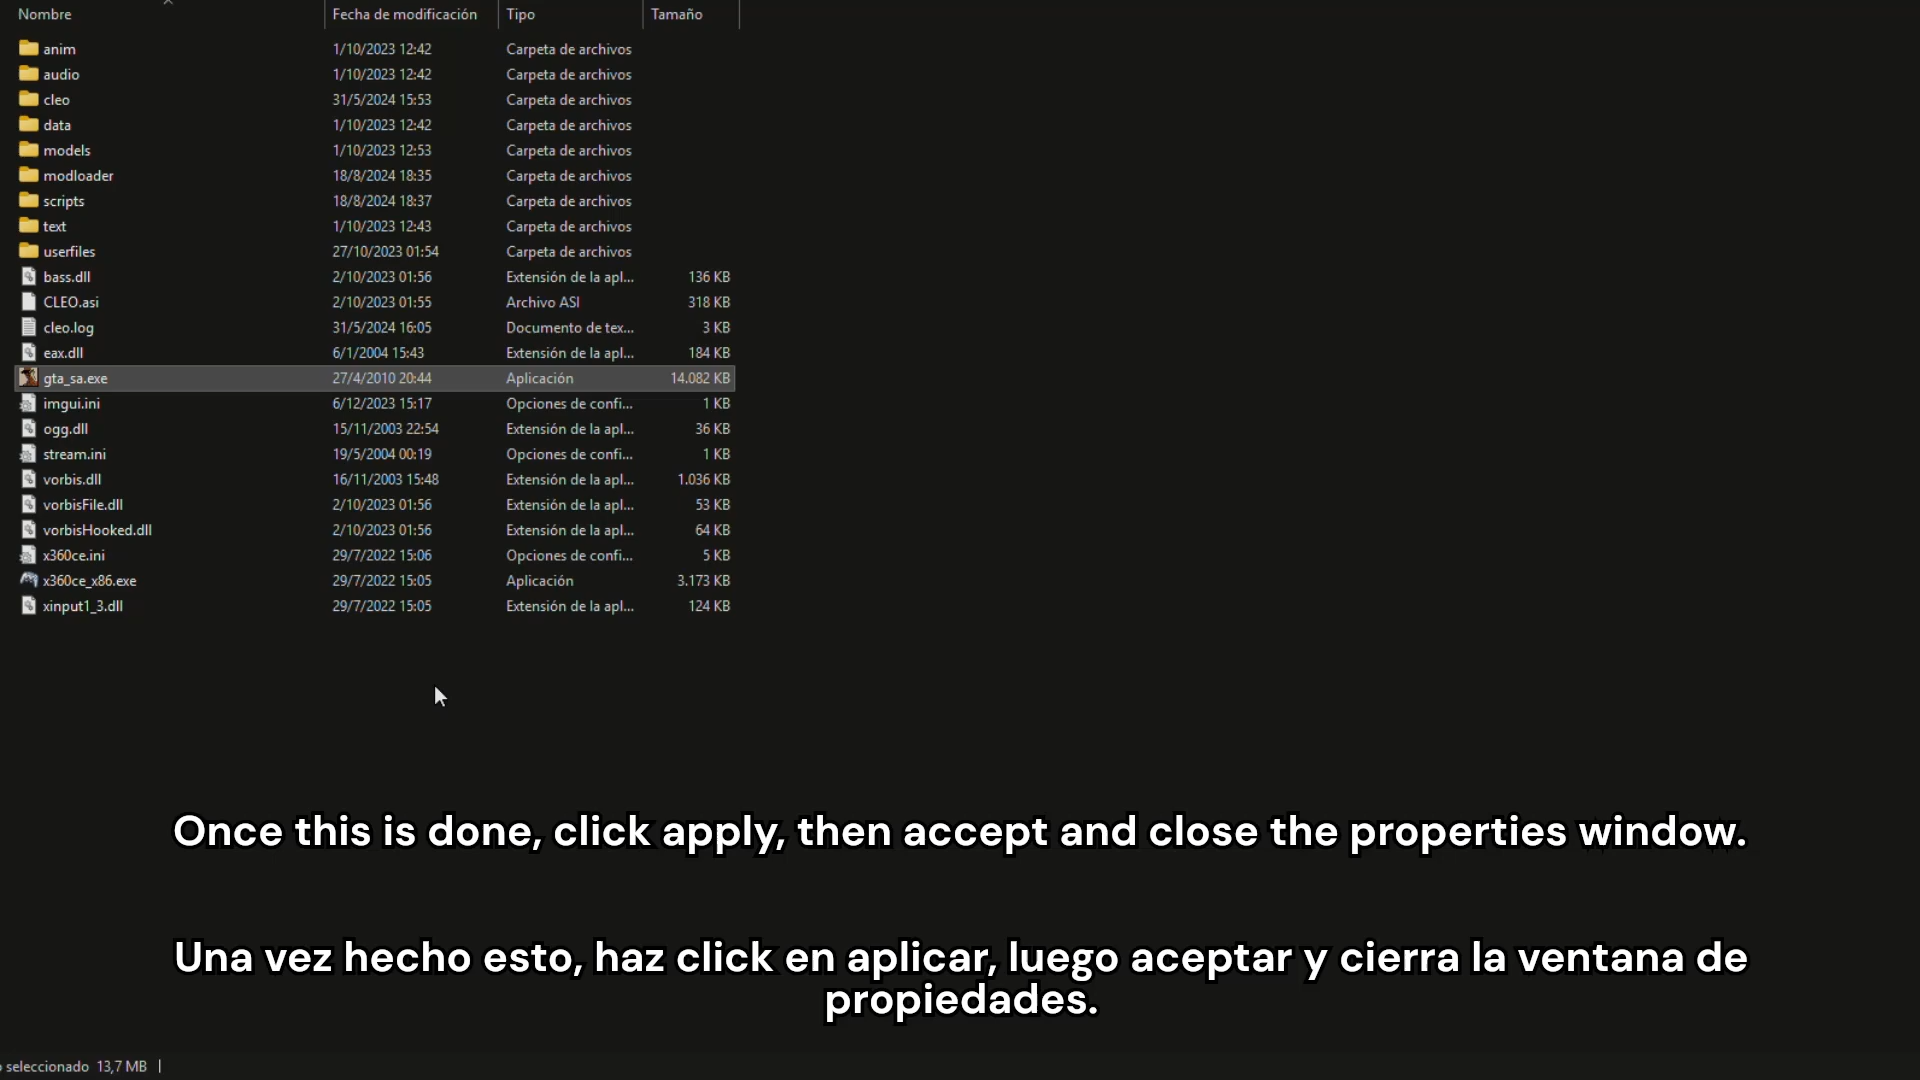 Nombre Fecha de modificación Tipo Tamaño
anim 1/10/2023 12:42 Carpeta de archivos
audio 1/10/2023 12:42 Carpeta de archivos
cleo 31/5/2024 15:53 Carpeta de archivos
data 1/10/2023 12:42 Carpeta de archivos
models 1/10/2023 12:53 Carpeta de archivos
modloader 18/8/2024 18:35 Carpeta de archivos
scripts 18/8/2024 18:37 Carpeta de archivos
text 1/10/2023 12:43 Carpeta de archivos
userfiles 27/10/2023 01:54 Carpeta de archivos
bass.dll 2/10/2023 01:56 Extensión de la apl... 136 KB
CLEO.asi 2/10/2023 01:55 Archivo ASI 318 KB
cleo.log 31/5/2024 16:05 Documento de tex... 3 KB
eax.dll 6/1/2004 15:43 Extensión de la apl... 184 KB
gta_sa.exe 27/4/2010 20:44 Aplicación 14.082 KB
imgui.ini 6/12/2023 15:17 Opciones de confi... 1 KB
ogg.dll 15/11/2003 22:54 Extensión de la apl... 36 KB
stream.ini 19/5/2004 00:19 Opciones de confi... 1 KB
vorbis.dll 16/11/2003 15:48 Extensión de la apl... 1.036 KB
vorbisFile.dll 2/10/2023 01:56 Extensión de la apl... 53 KB
vorbisHooked.dll 2/10/2023 01:56 Extensión de la apl... 64 KB
x360ce.ini 29/7/2022 15:06 Opciones de confi... 5 KB
x360ce_x86.exe 29/7/2022 15:05 Aplicación 3.173 KB
xinput1_3.dll 29/7/2022 15:05 Extensión de la apl... 124 KB
Once this is done, click apply, then accept and close the properties window.
Una vez hecho esto, haz click en aplicar, luego aceptar y cierra la ventana de
propiedades.
o seleccionado 13,7 MB